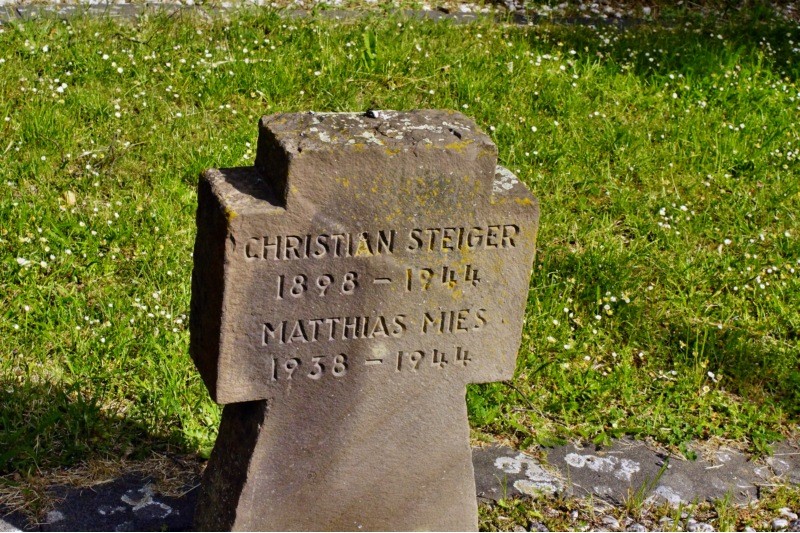 CHRISTIAN STEIGER
1898 – 1944
MATTHIAS MIES
1938 – 1944